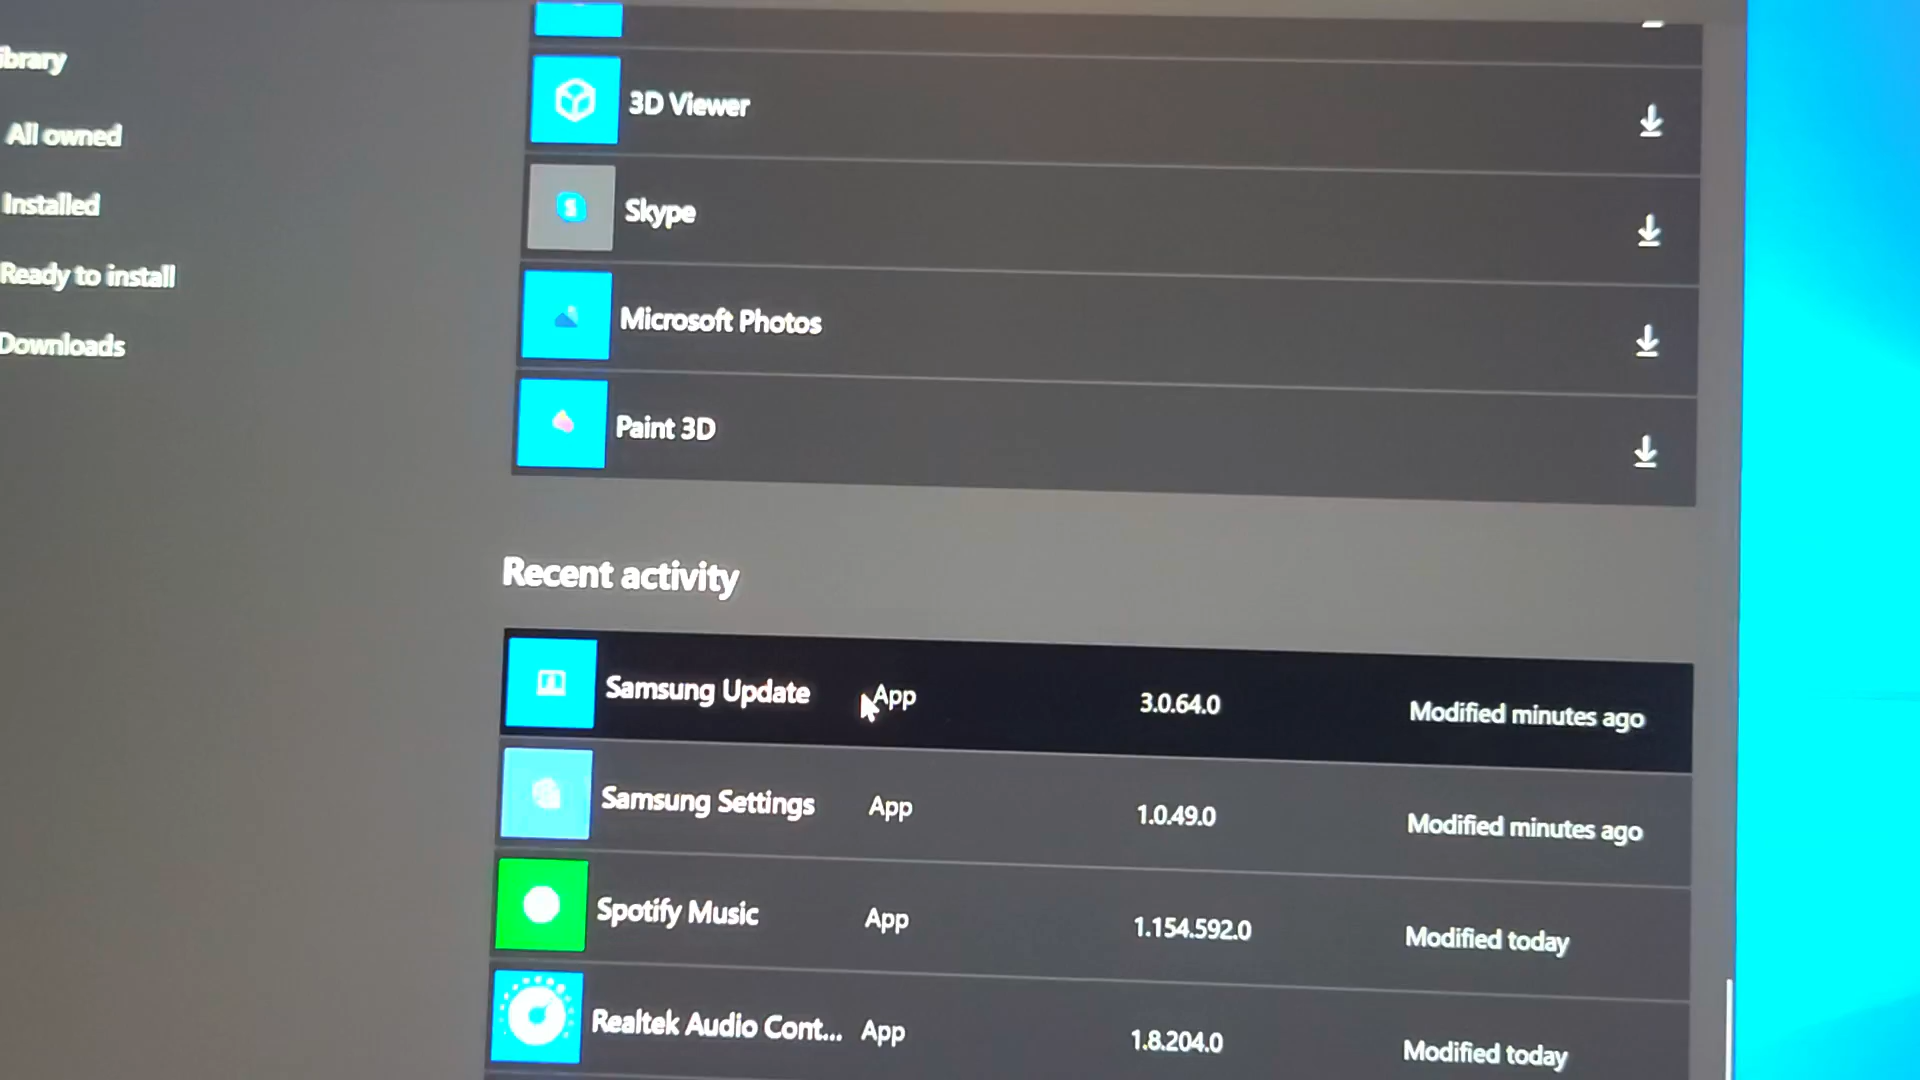 ibrary
All owned
Installed
Ready to install
Downloads
3D Viewer
Skype
Microsoft Photos
Paint 3D
Recent activity
Samsung Update App 3.0.64.0 Modified minutes ago
Samsung Settings App 1.0.49.0 Modified minutes ago
Spotify Music App 1.154.592.0 Modified today
Realtek Audio Cont... App 1.8.204.0 Modified today